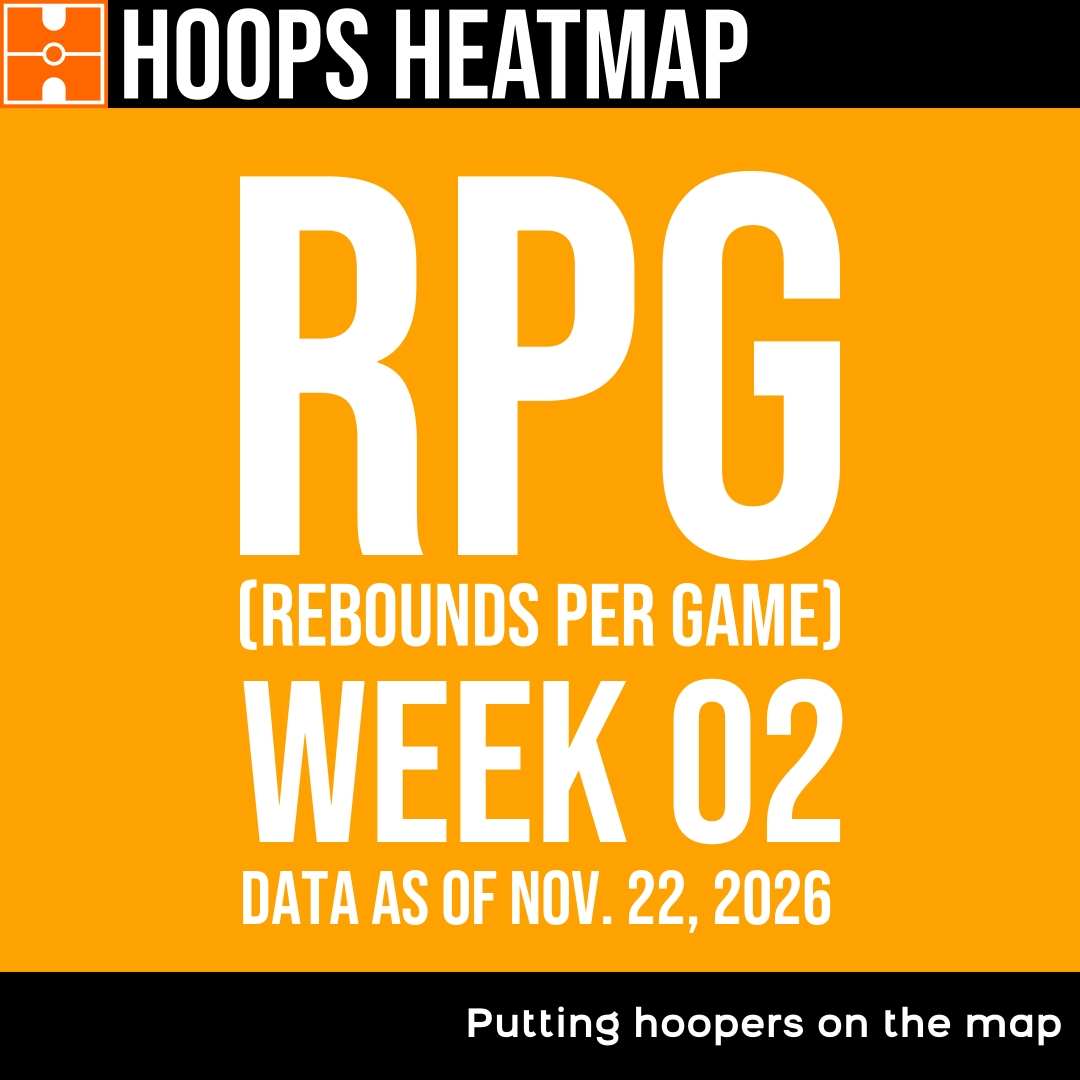 HOOPS HEATMAP
RPG
(REBOUNDS PER GAME)
WEEK 02
DATA AS OF NOV. 22, 2026
Putting hoopers on the map